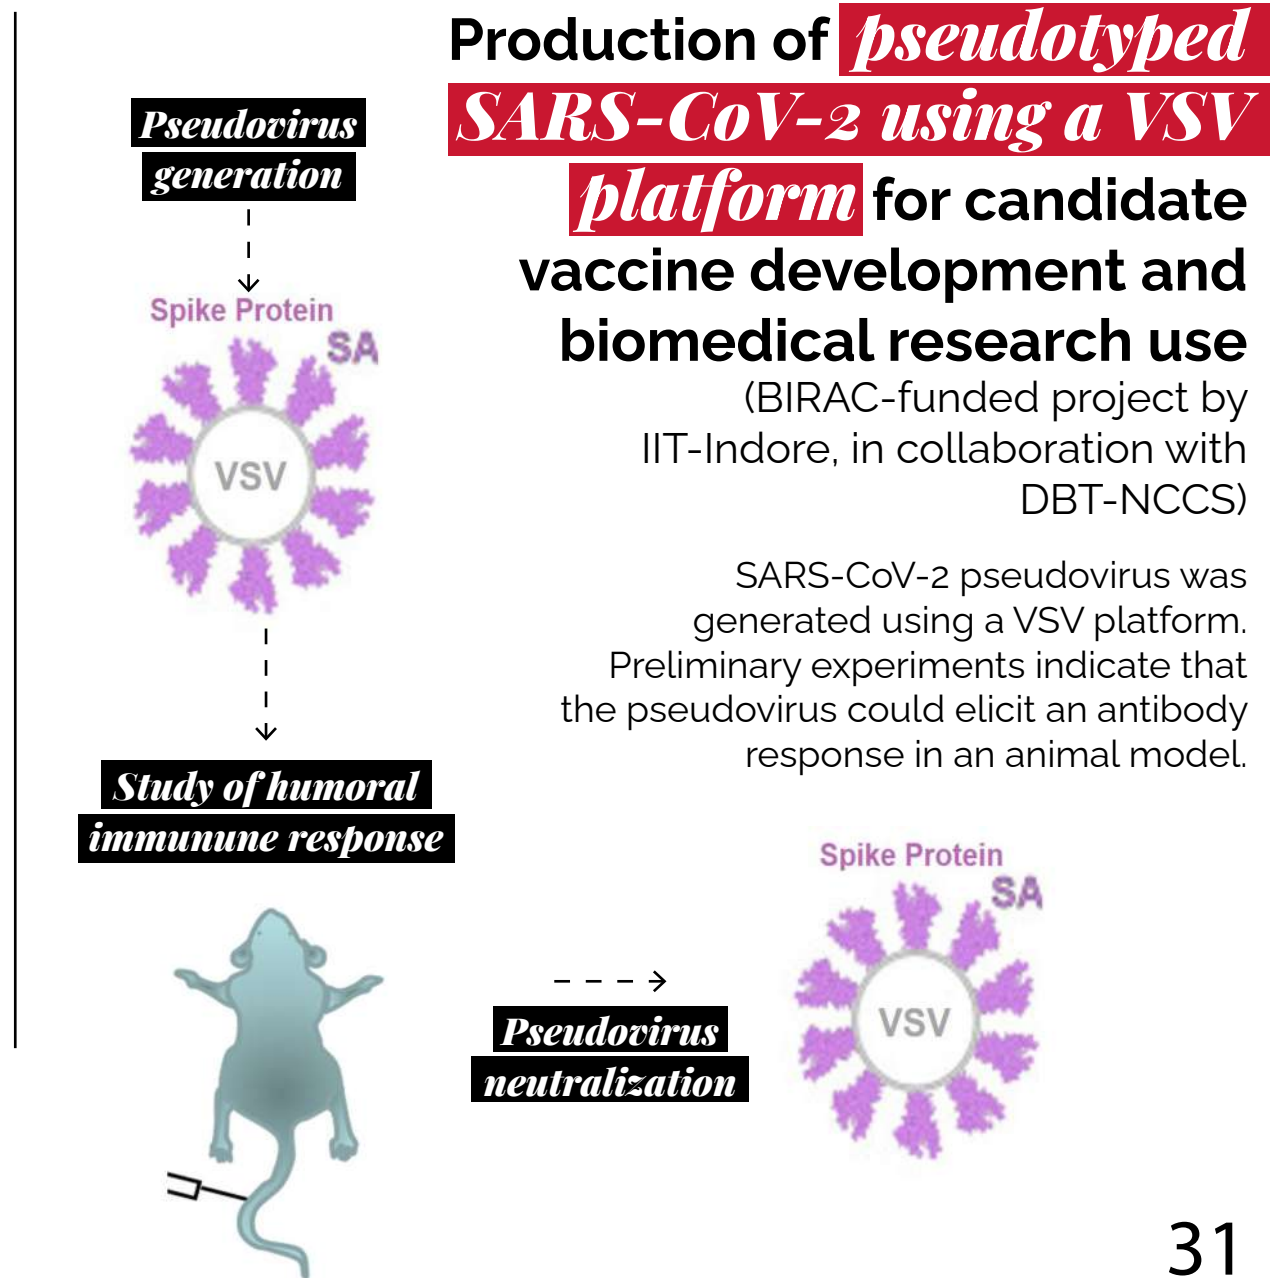 Production of pseudotyped
SARS-CoV-2 using a VSV
platform for candidate
vaccine development and
biomedical research use
(BIRAC-funded project by
IIT-Indore, in collaboration with
DBT-NCCS)
SARS-CoV-2 pseudovirus was
generated using a VSV platform.
Preliminary experiments indicate that
the pseudovirus could elicit an antibody
response in an animal model.
Pseudovirus
generation
Spike Protein
SA
VSV
Study of humoral
immunune response
Pseudovirus
neutralization
Spike Protein
SA
VSV
31